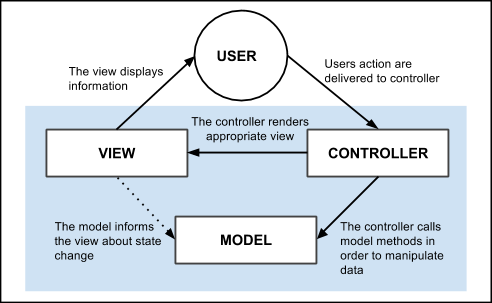 USER
The view displays
information
Users action are
delivered to controller
The controller renders
appropriate view
VIEW
CONTROLLER
The model informs
the view about state
change
MODEL
The controller calls
model methods in
order to manipulate
data